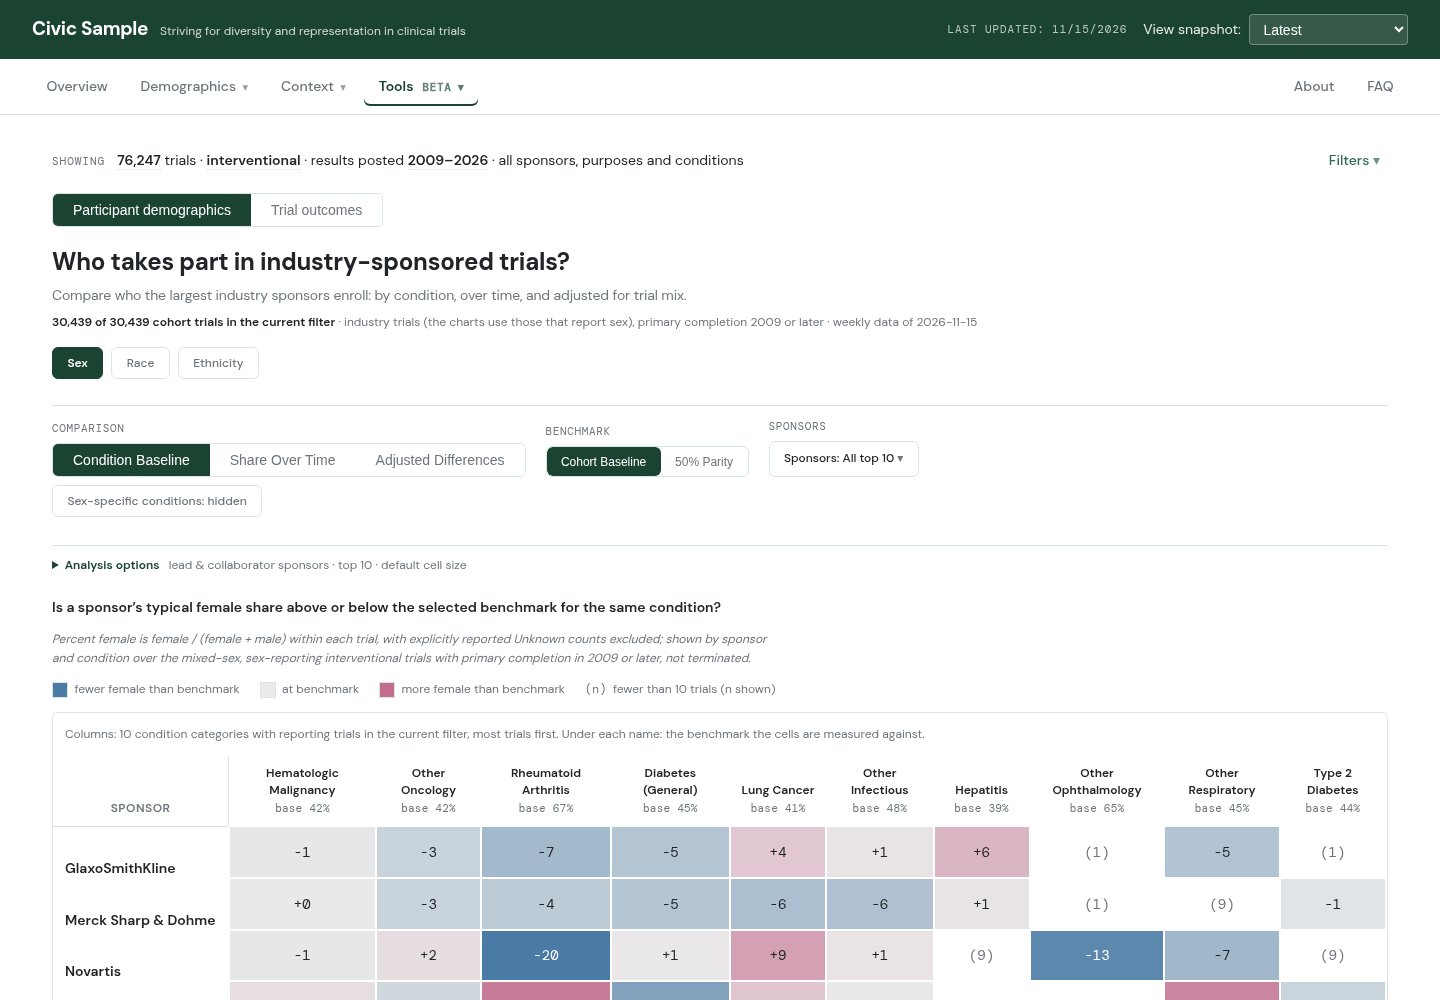 Civic Sample Striving for diversity and representation in clinical trials LAST UPDATED: 11/15/2026 View snapshot: Latest
Overview Demographics ▾ Context ▾ Tools BETA ▾ About FAQ
SHOWING 76,247 trials · interventional · results posted 2009–2026 · all sponsors, purposes and conditions Filters ▾
Participant demographics Trial outcomes
Who takes part in industry-sponsored trials?
Compare who the largest industry sponsors enroll: by condition, over time, and adjusted for trial mix.
30,439 of 30,439 cohort trials in the current filter · industry trials (the charts use those that report sex), primary completion 2009 or later · weekly data of 2026-11-15
Sex Race Ethnicity
COMPARISON BENCHMARK SPONSORS
Condition Baseline Share Over Time Adjusted Differences Cohort Baseline 50% Parity Sponsors: All top 10 ▾
Sex-specific conditions: hidden
▶ Analysis options lead & collaborator sponsors · top 10 · default cell size
Is a sponsor’s typical female share above or below the selected benchmark for the same condition?
Percent female is female / (female + male) within each trial, with explicitly reported Unknown counts excluded; shown by sponsor
and condition over the mixed-sex, sex-reporting interventional trials with primary completion in 2009 or later, not terminated.
fewer female than benchmark at benchmark more female than benchmark (n) fewer than 10 trials (n shown)
Columns: 10 condition categories with reporting trials in the current filter, most trials first. Under each name: the benchmark the cells are measured against.
Hematologic Other Rheumatoid Diabetes Other Other Other Type 2
Malignancy Oncology Arthritis (General) Lung Cancer Infectious Hepatitis Ophthalmology Respiratory Diabetes
SPONSOR base 42% base 42% base 67% base 45% base 41% base 48% base 39% base 65% base 45% base 44%
GlaxoSmithKline -1 -3 -7 -5 +4 +1 +6 (1) -5 (1)
Merck Sharp & Dohme +0 -3 -4 -5 -6 -6 +1 (1) (9) -1
Novartis -1 +2 -20 +1 +9 +1 (9) -13 -7 (9)